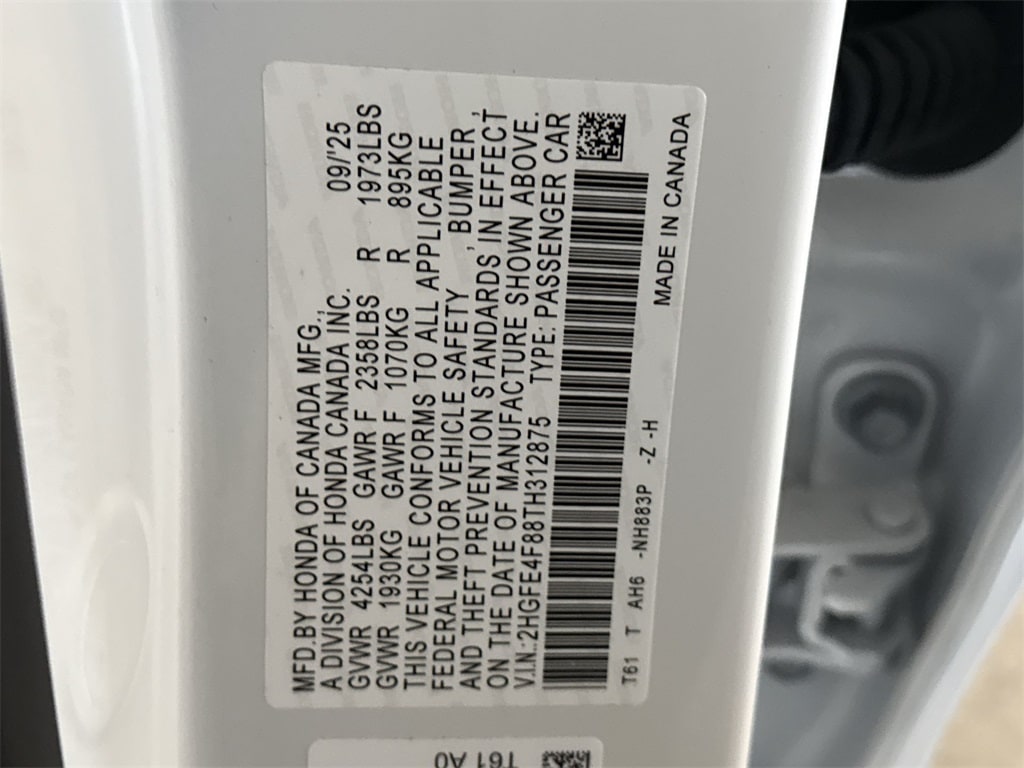 MFD.BY HONDA OF CANADA MFG.,
A DIVISION OF HONDA CANADA INC. 09/'25
GVWR 4254LBS GAWR F 2358LBS R 1973LBS
GVWR 1930KG GAWR F 1070KG R 895KG
THIS VEHICLE CONFORMS TO ALL APPLICABLE
FEDERAL MOTOR VEHICLE SAFETY , BUMPER ,
AND THEFT PREVENTION STANDARDS IN EFFECT
ON THE DATE OF MANUFACTURE SHOWN ABOVE.
V.I.N.:2HGFE4F88TH312875 TYPE: PASSENGER CAR
T61 T AH6 -NH883P -Z -H
MADE IN CANADA
T61 A0